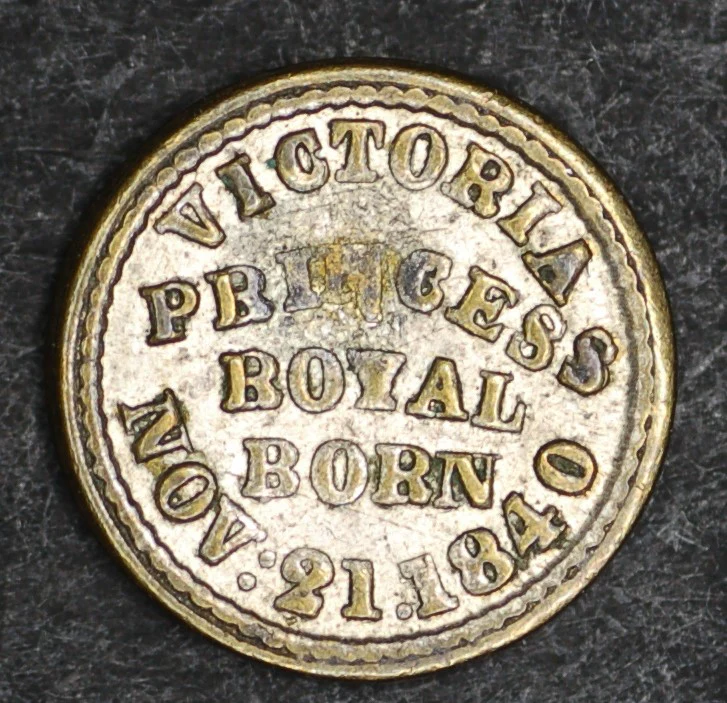 VICTORIA
PRINCESS
ROYAL
BORN
NOV: 21.1840